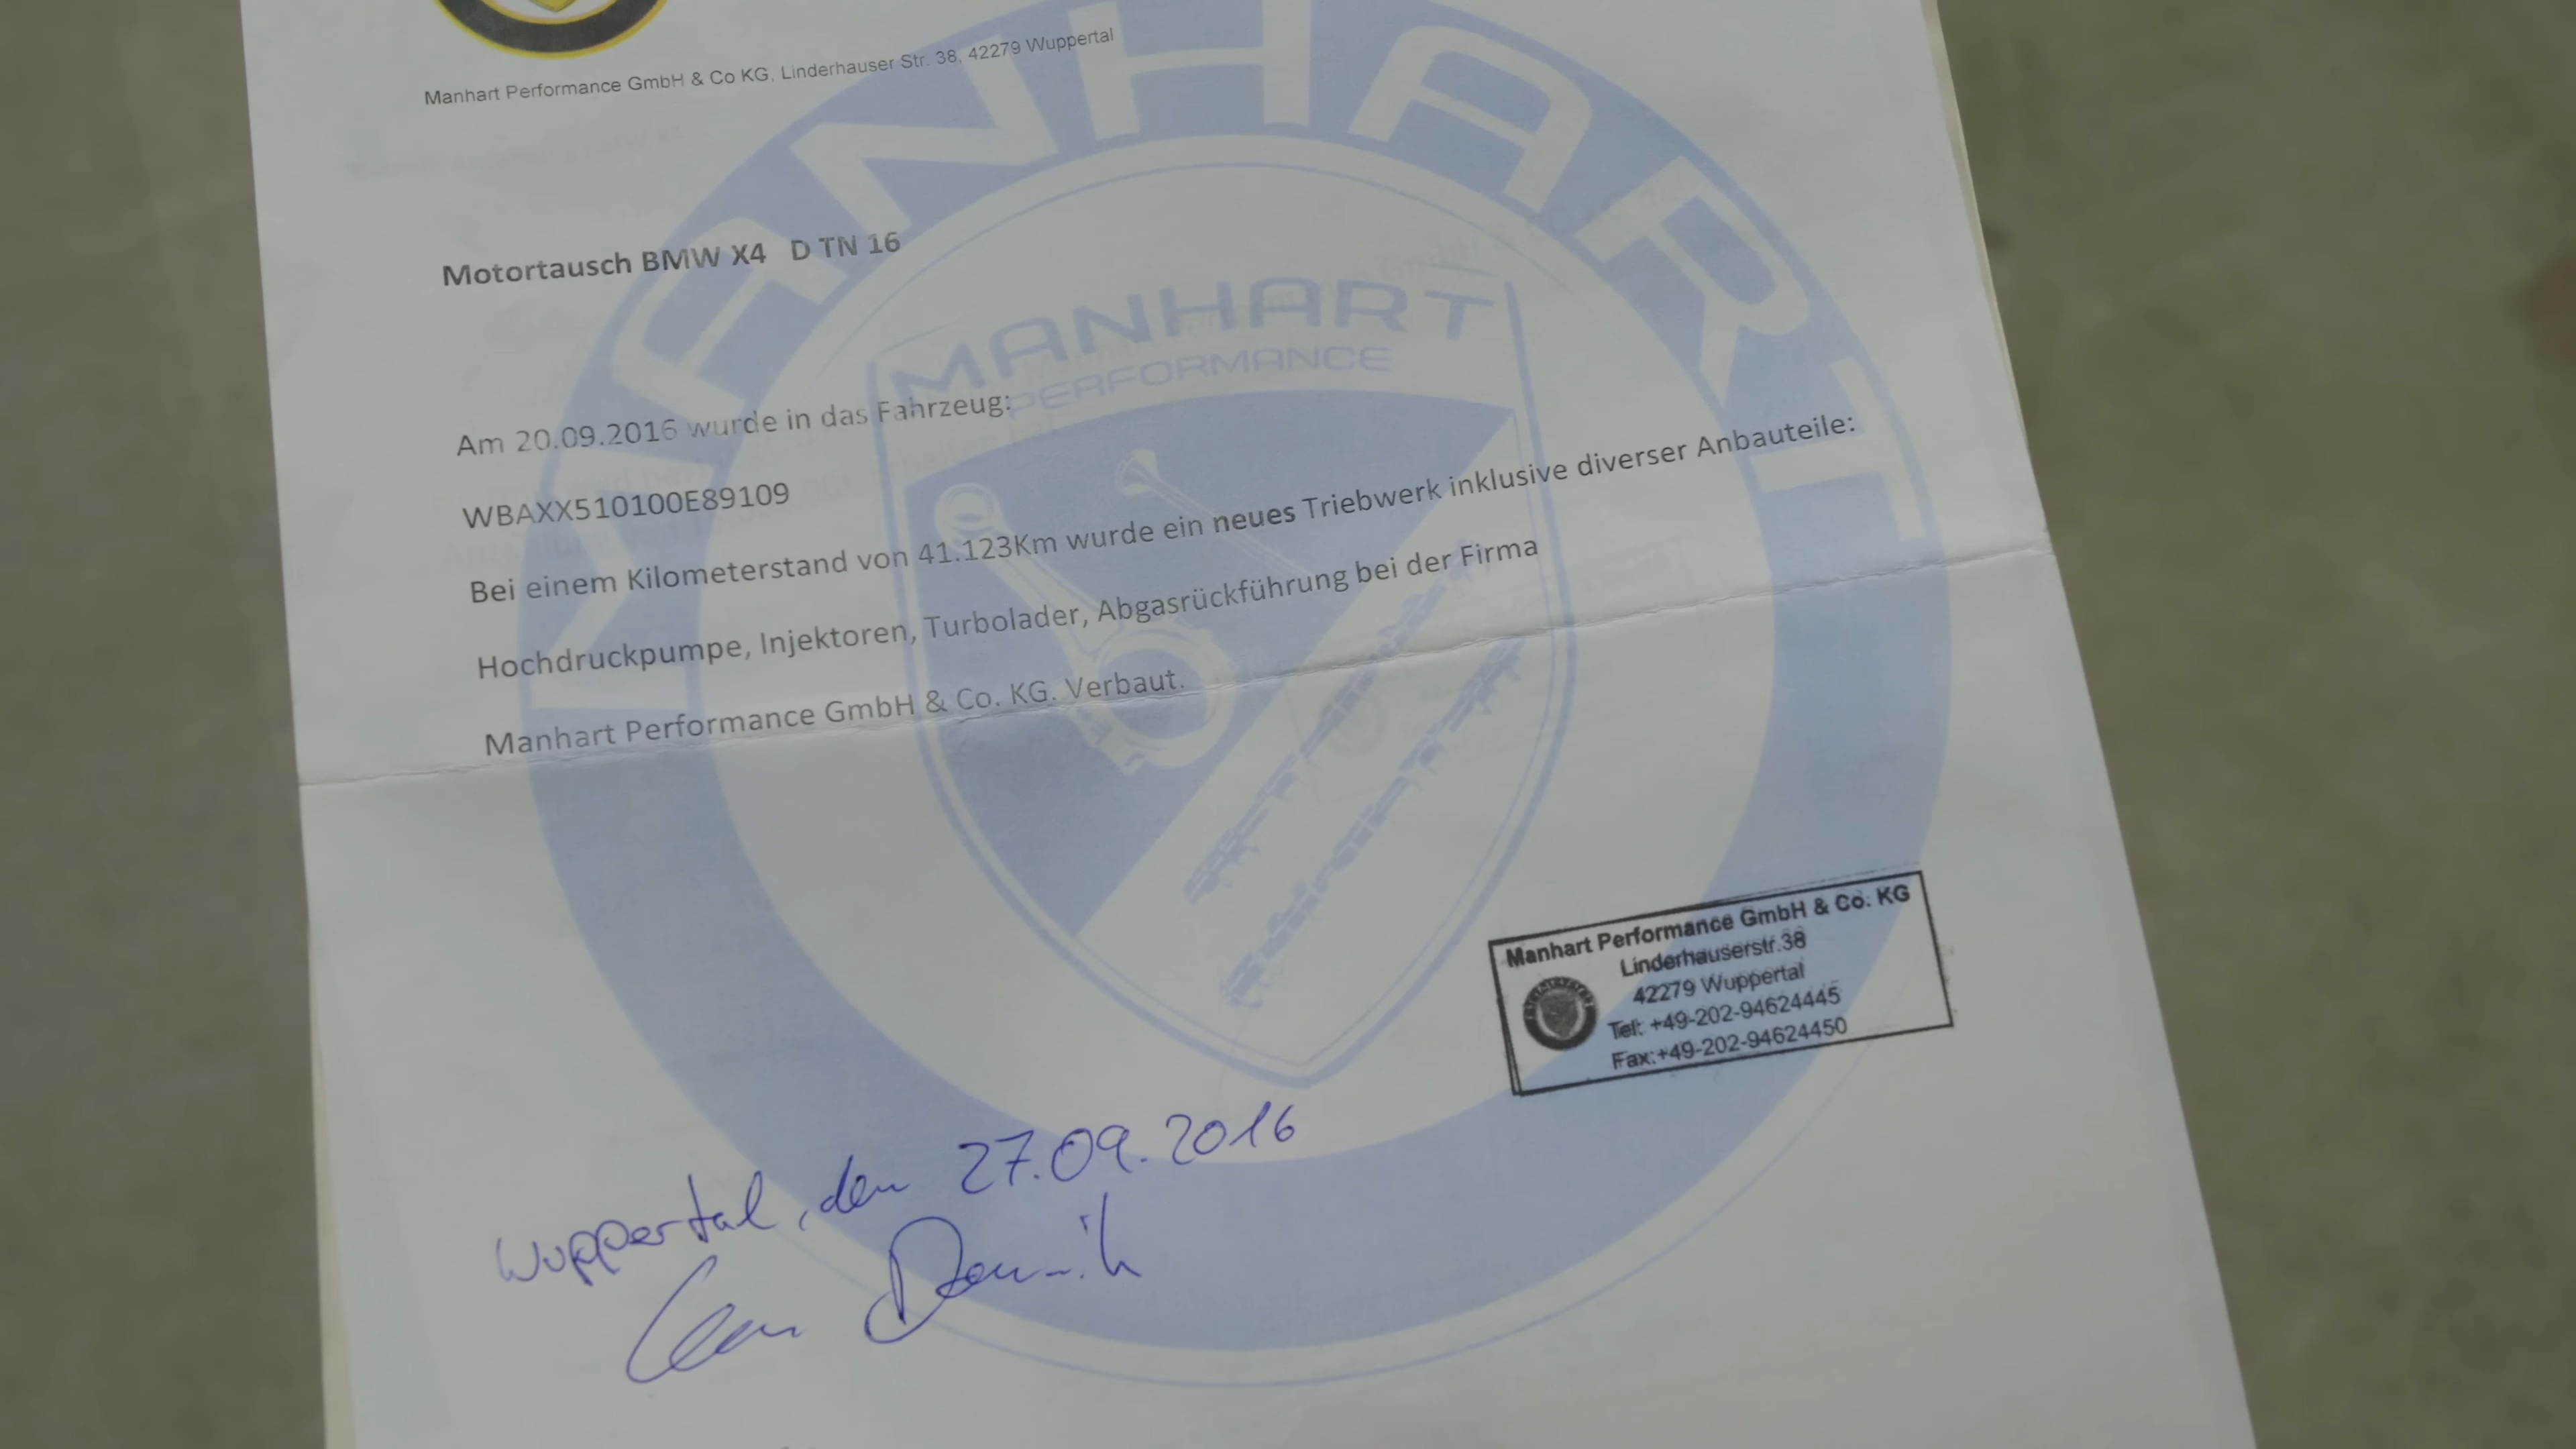 Manhart Performance GmbH & Co KG, Linderhauser Str. 38, 42279 Wuppertal
MANHART
MANHART
PERFORMANCE
Motortausch BMW X4 D TN 16
Am 20.09.2016 wurde in das Fahrzeug:
WBAXX510100E89109
Bei einem Kilometerstand von 41.123Km wurde ein neues Triebwerk inklusive diverser Anbauteile:
Hochdruckpumpe, Injektoren, Turbolader, Abgasrückführung bei der Firma
Manhart Performance GmbH & Co. KG. Verbaut.
Manhart Performance GmbH & Co. KG
Linderhauserstr.38
42279 Wuppertal
Tel: +49-202-94624445
Fax:+49-202-94624450
Wuppertal, den 27.09.2016